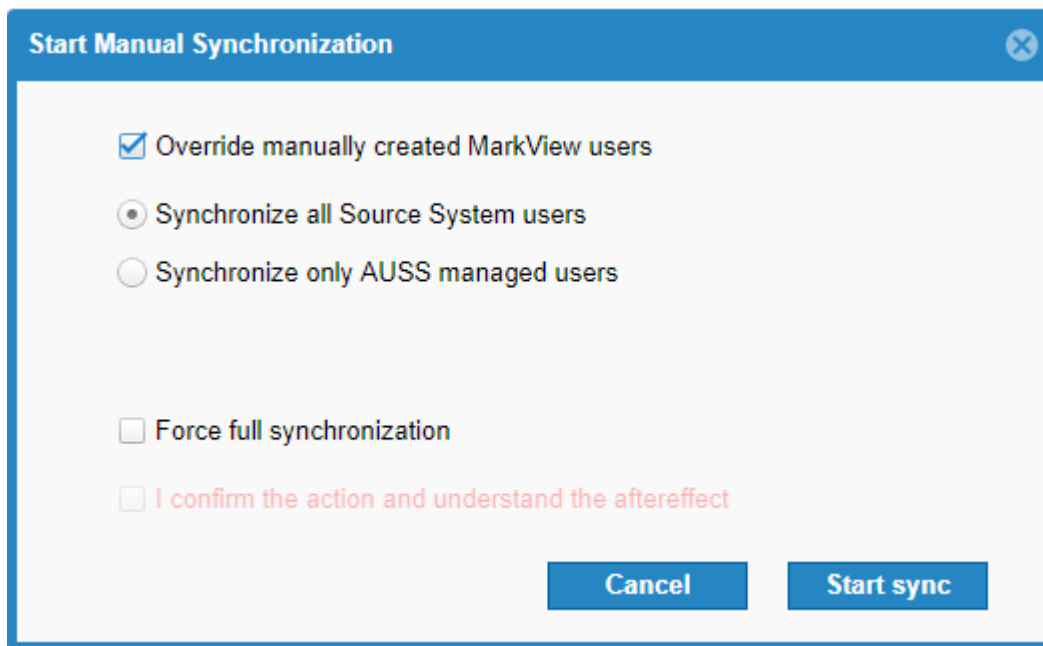 Start Manual Synchronization
Override manually created MarkView users
Synchronize all Source System users
Synchronize only AUSS managed users
Force full synchronization
I confirm the action and understand the aftereffect
Cancel
Start sync